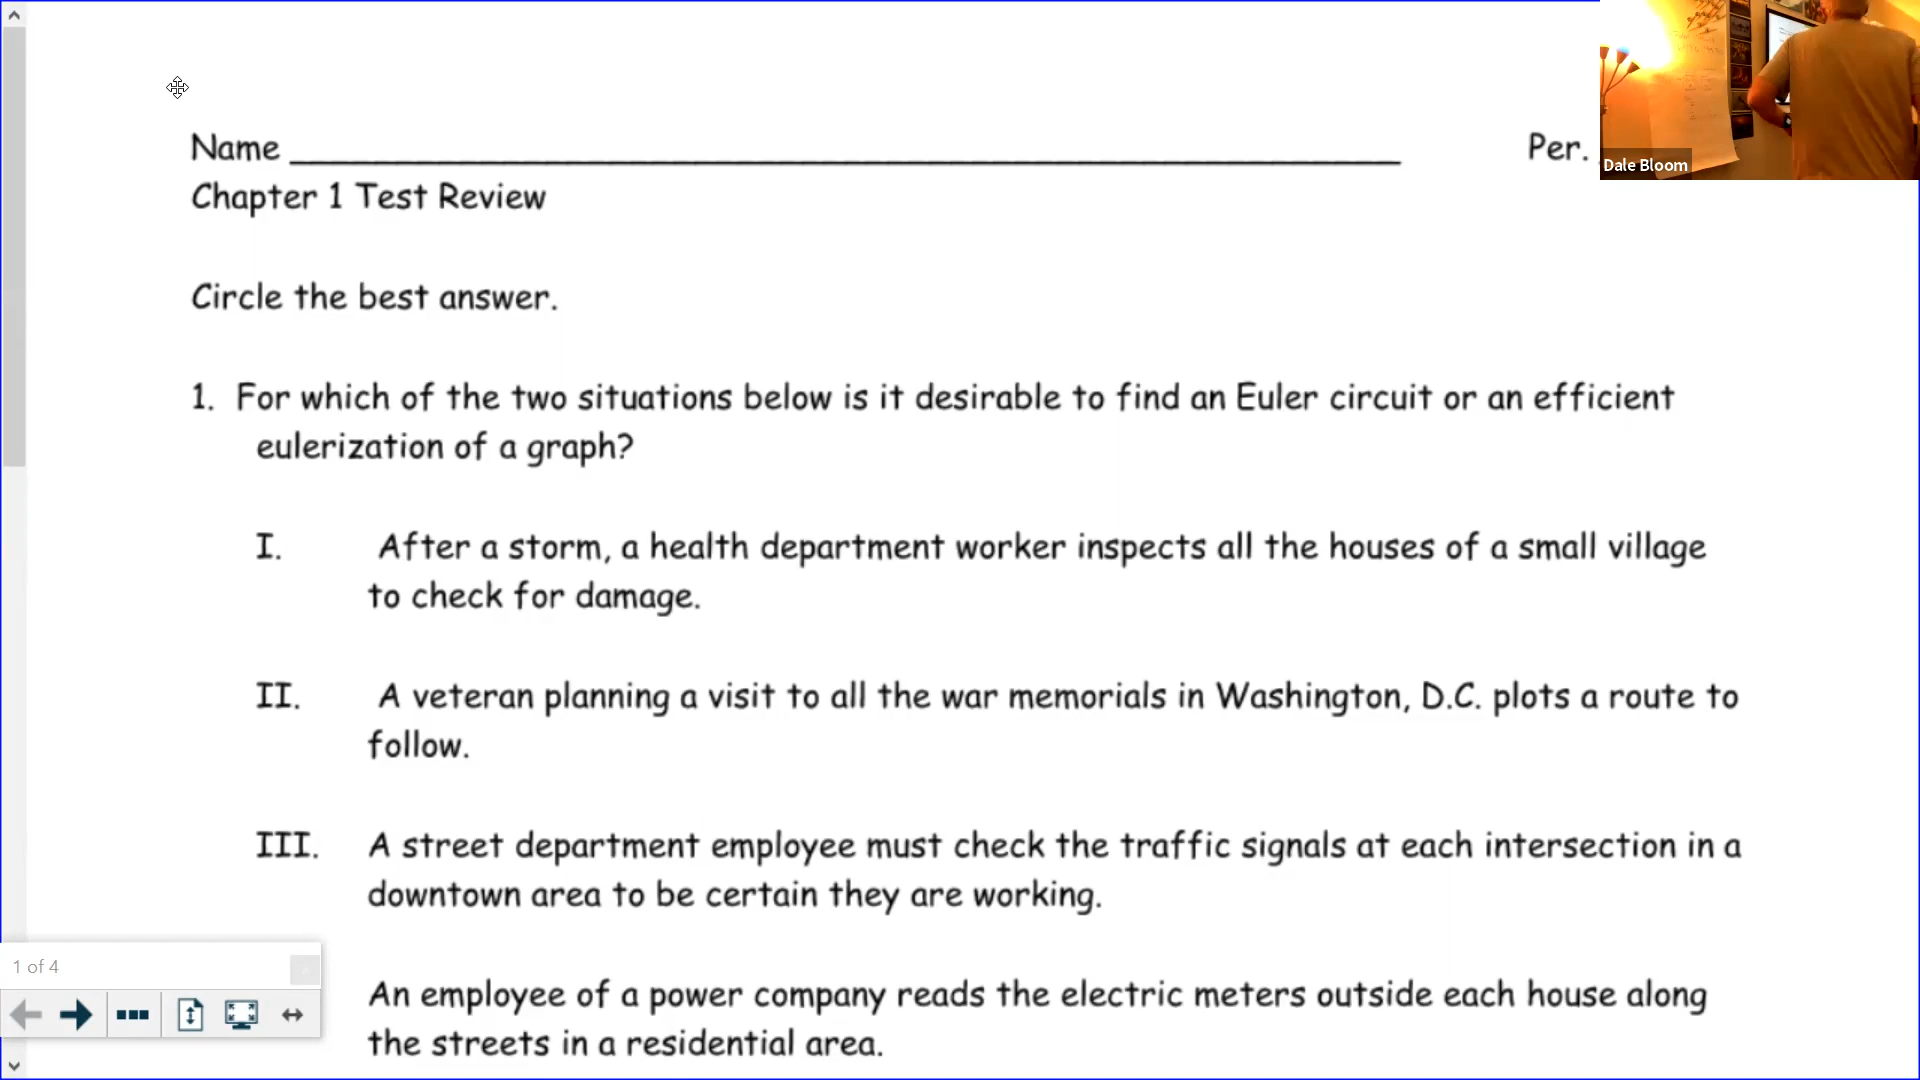 Name ____________________ Per.
Dale Bloom
Chapter 1 Test Review
Circle the best answer.
1. For which of the two situations below is it desirable to find an Euler circuit or an efficient
eulerization of a graph?
I. After a storm, a health department worker inspects all the houses of a small village
to check for damage.
II. A veteran planning a visit to all the war memorials in Washington, D.C. plots a route to
follow.
III. A street department employee must check the traffic signals at each intersection in a
downtown area to be certain they are working.
An employee of a power company reads the electric meters outside each house along
the streets in a residential area.
1 of 4